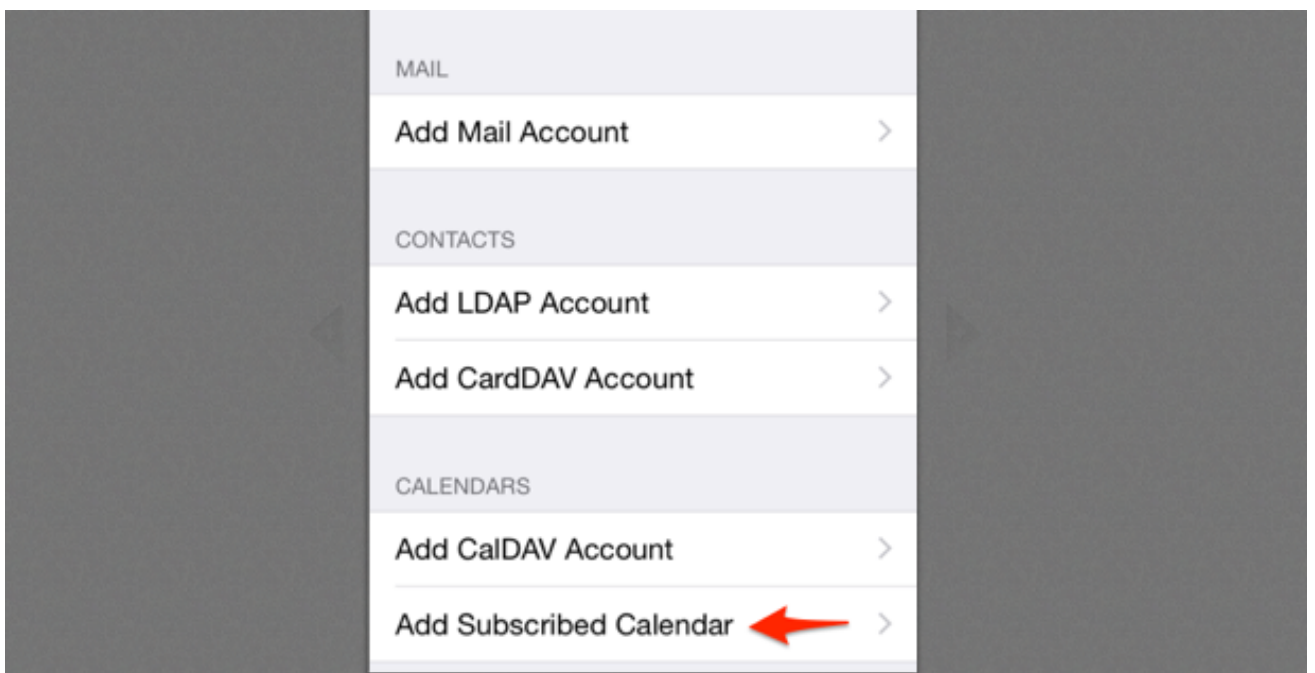 MAIL
Add Mail Account
CONTACTS
Add LDAP Account
Add CardDAV Account
CALENDARS
Add CalDAV Account
Add Subscribed Calendar